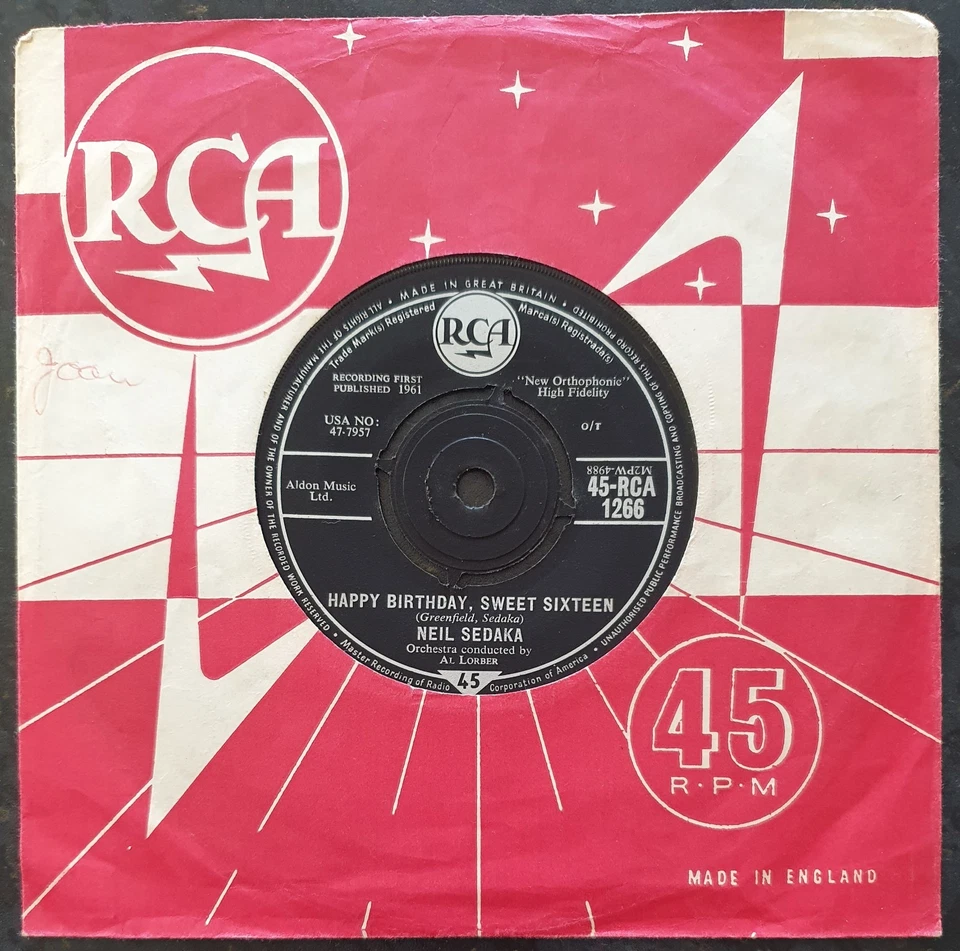 RCA
Joan
ALL RIGHTS OF THE MANUFACTURER AND OF THE OWNER OF THE RECORDED WORK RESERVED • MADE IN GREAT BRITAIN • UNAUTHORISED PUBLIC PERFORMANCE BROADCASTING AND COPYING OF THIS RECORD PROHIBITED
Trade Mark(s) Registered
RCA
Marca(s) Registrada(s)
RECORDING FIRST
PUBLISHED 1961
"New Orthophonic"
High Fidelity
USA NO:
47-7957
O/T
Aldon Music
Ltd.
M2PW-4988
45-RCA
1266
HAPPY BIRTHDAY, SWEET SIXTEEN
(Greenfield, Sedaka)
NEIL SEDAKA
Orchestra conducted by
AL LORBER
Master Recording of Radio Corporation of America
45
45
R·P·M
MADE IN ENGLAND